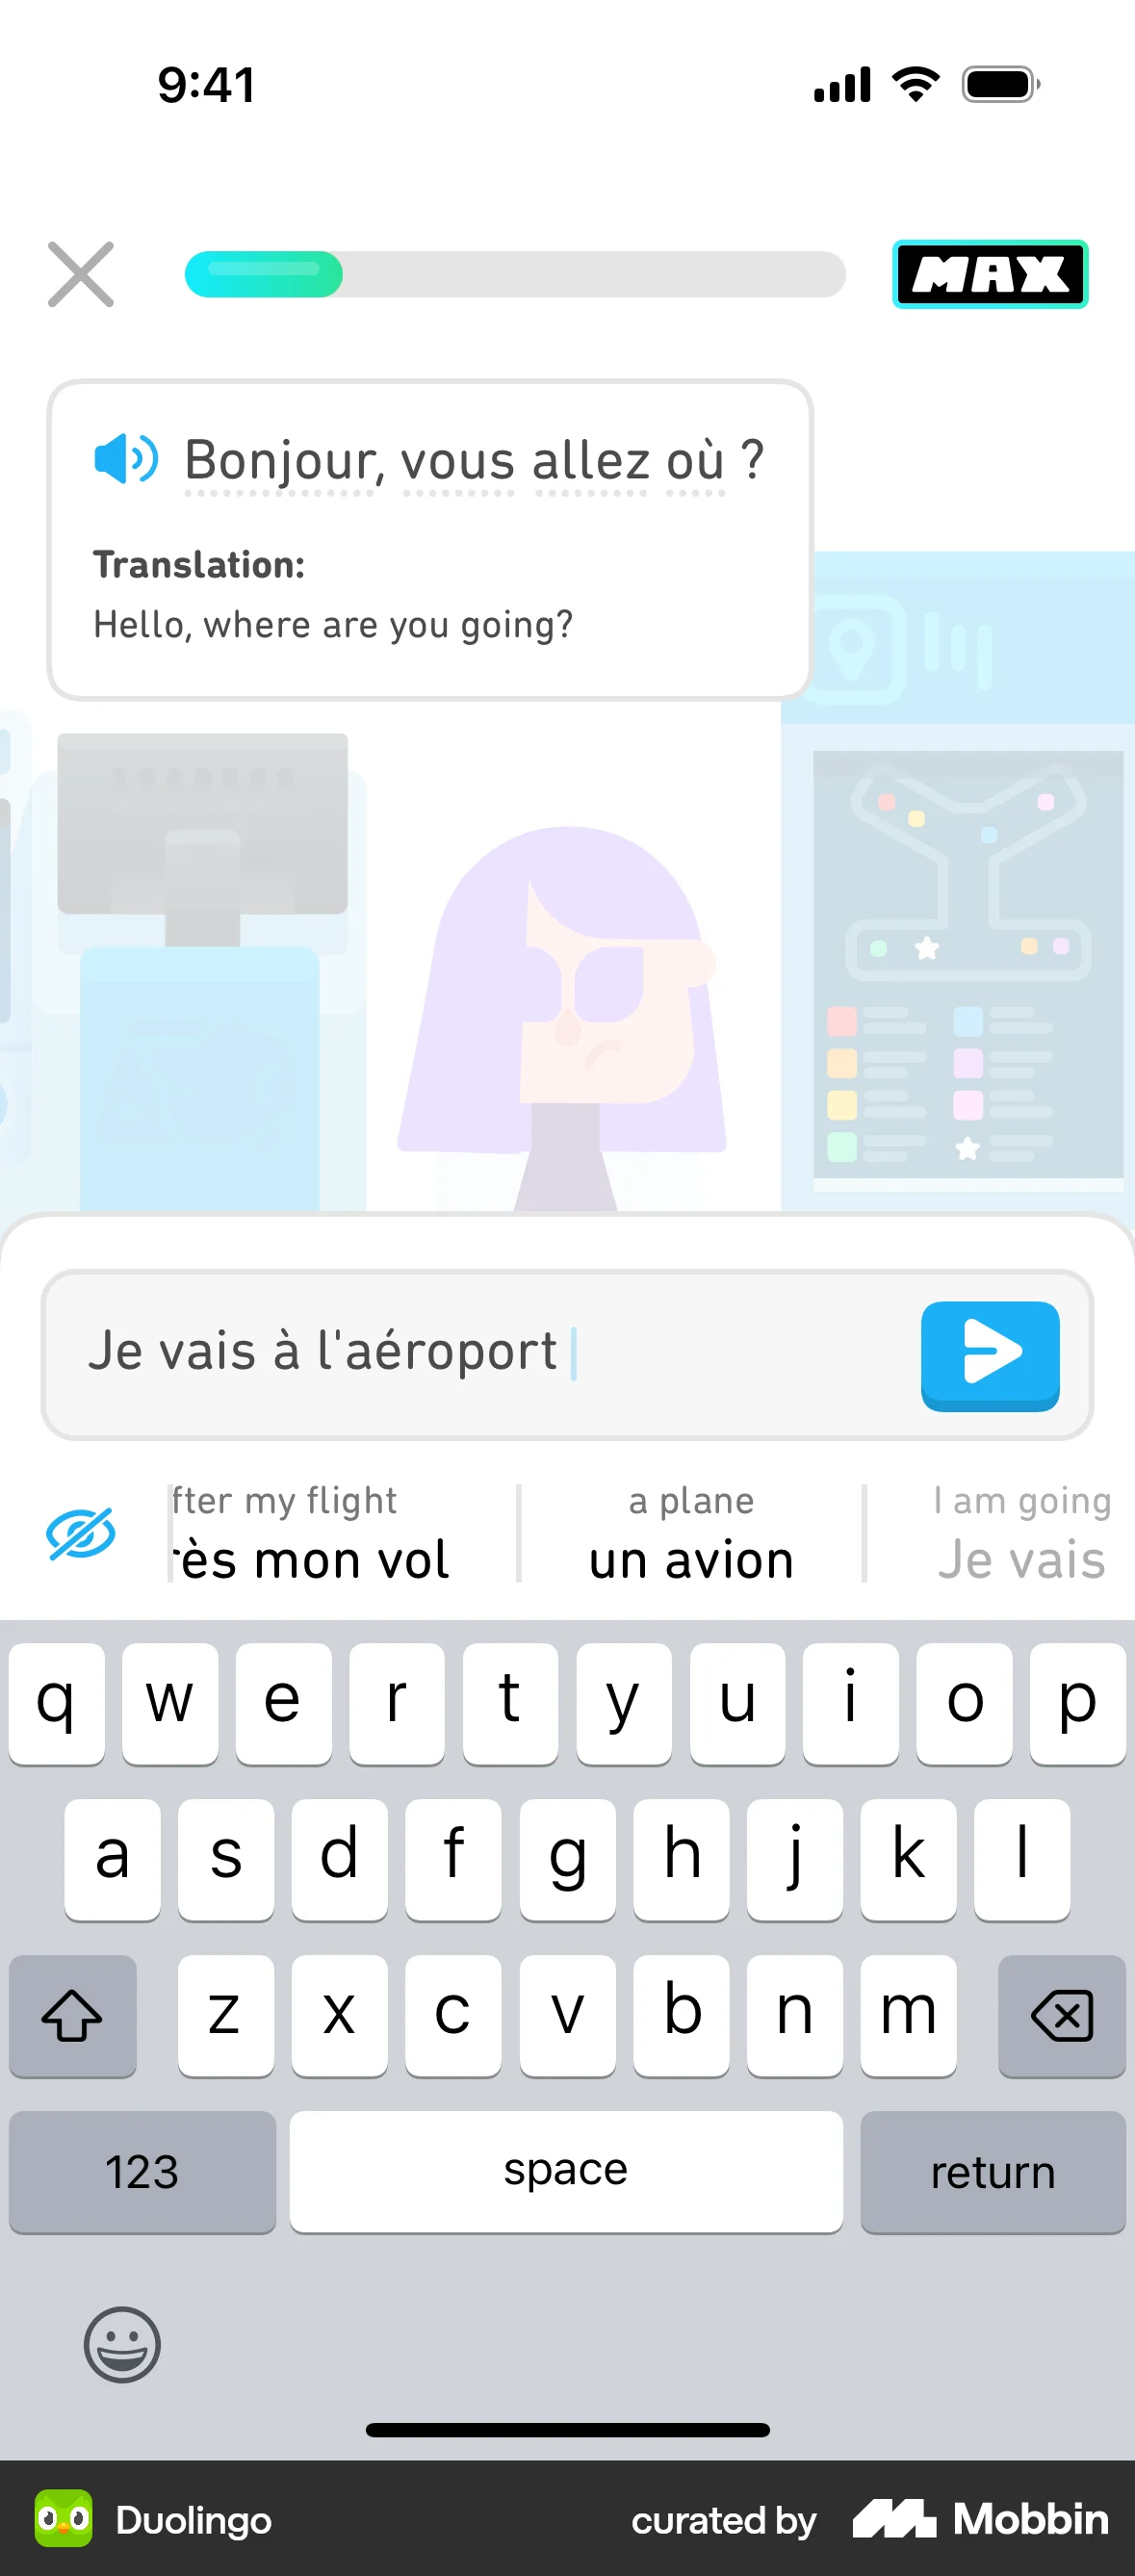 9:41
MAX
Bonjour, vous allez où ?
Translation:
Hello, where are you going?
Je vais à l'aéroport
fter my flight
a plane
I am going
rès mon vol
un avion
Je vais
q w e r t y u i o p
a s d f g h j k l
z x c v b n m
123
space
return
Duolingo
curated by
Mobbin